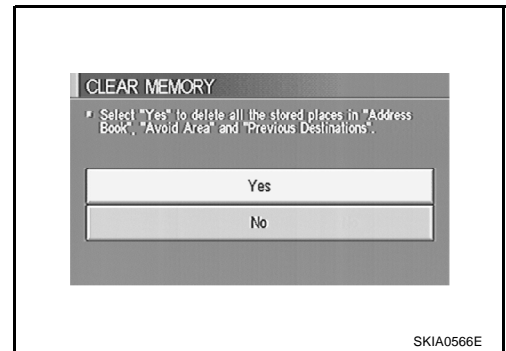 CLEAR MEMORY
Select "Yes" to delete all the stored places in "Address
Book", "Avoid Area" and "Previous Destinations".
Yes
No
SKIA0566E